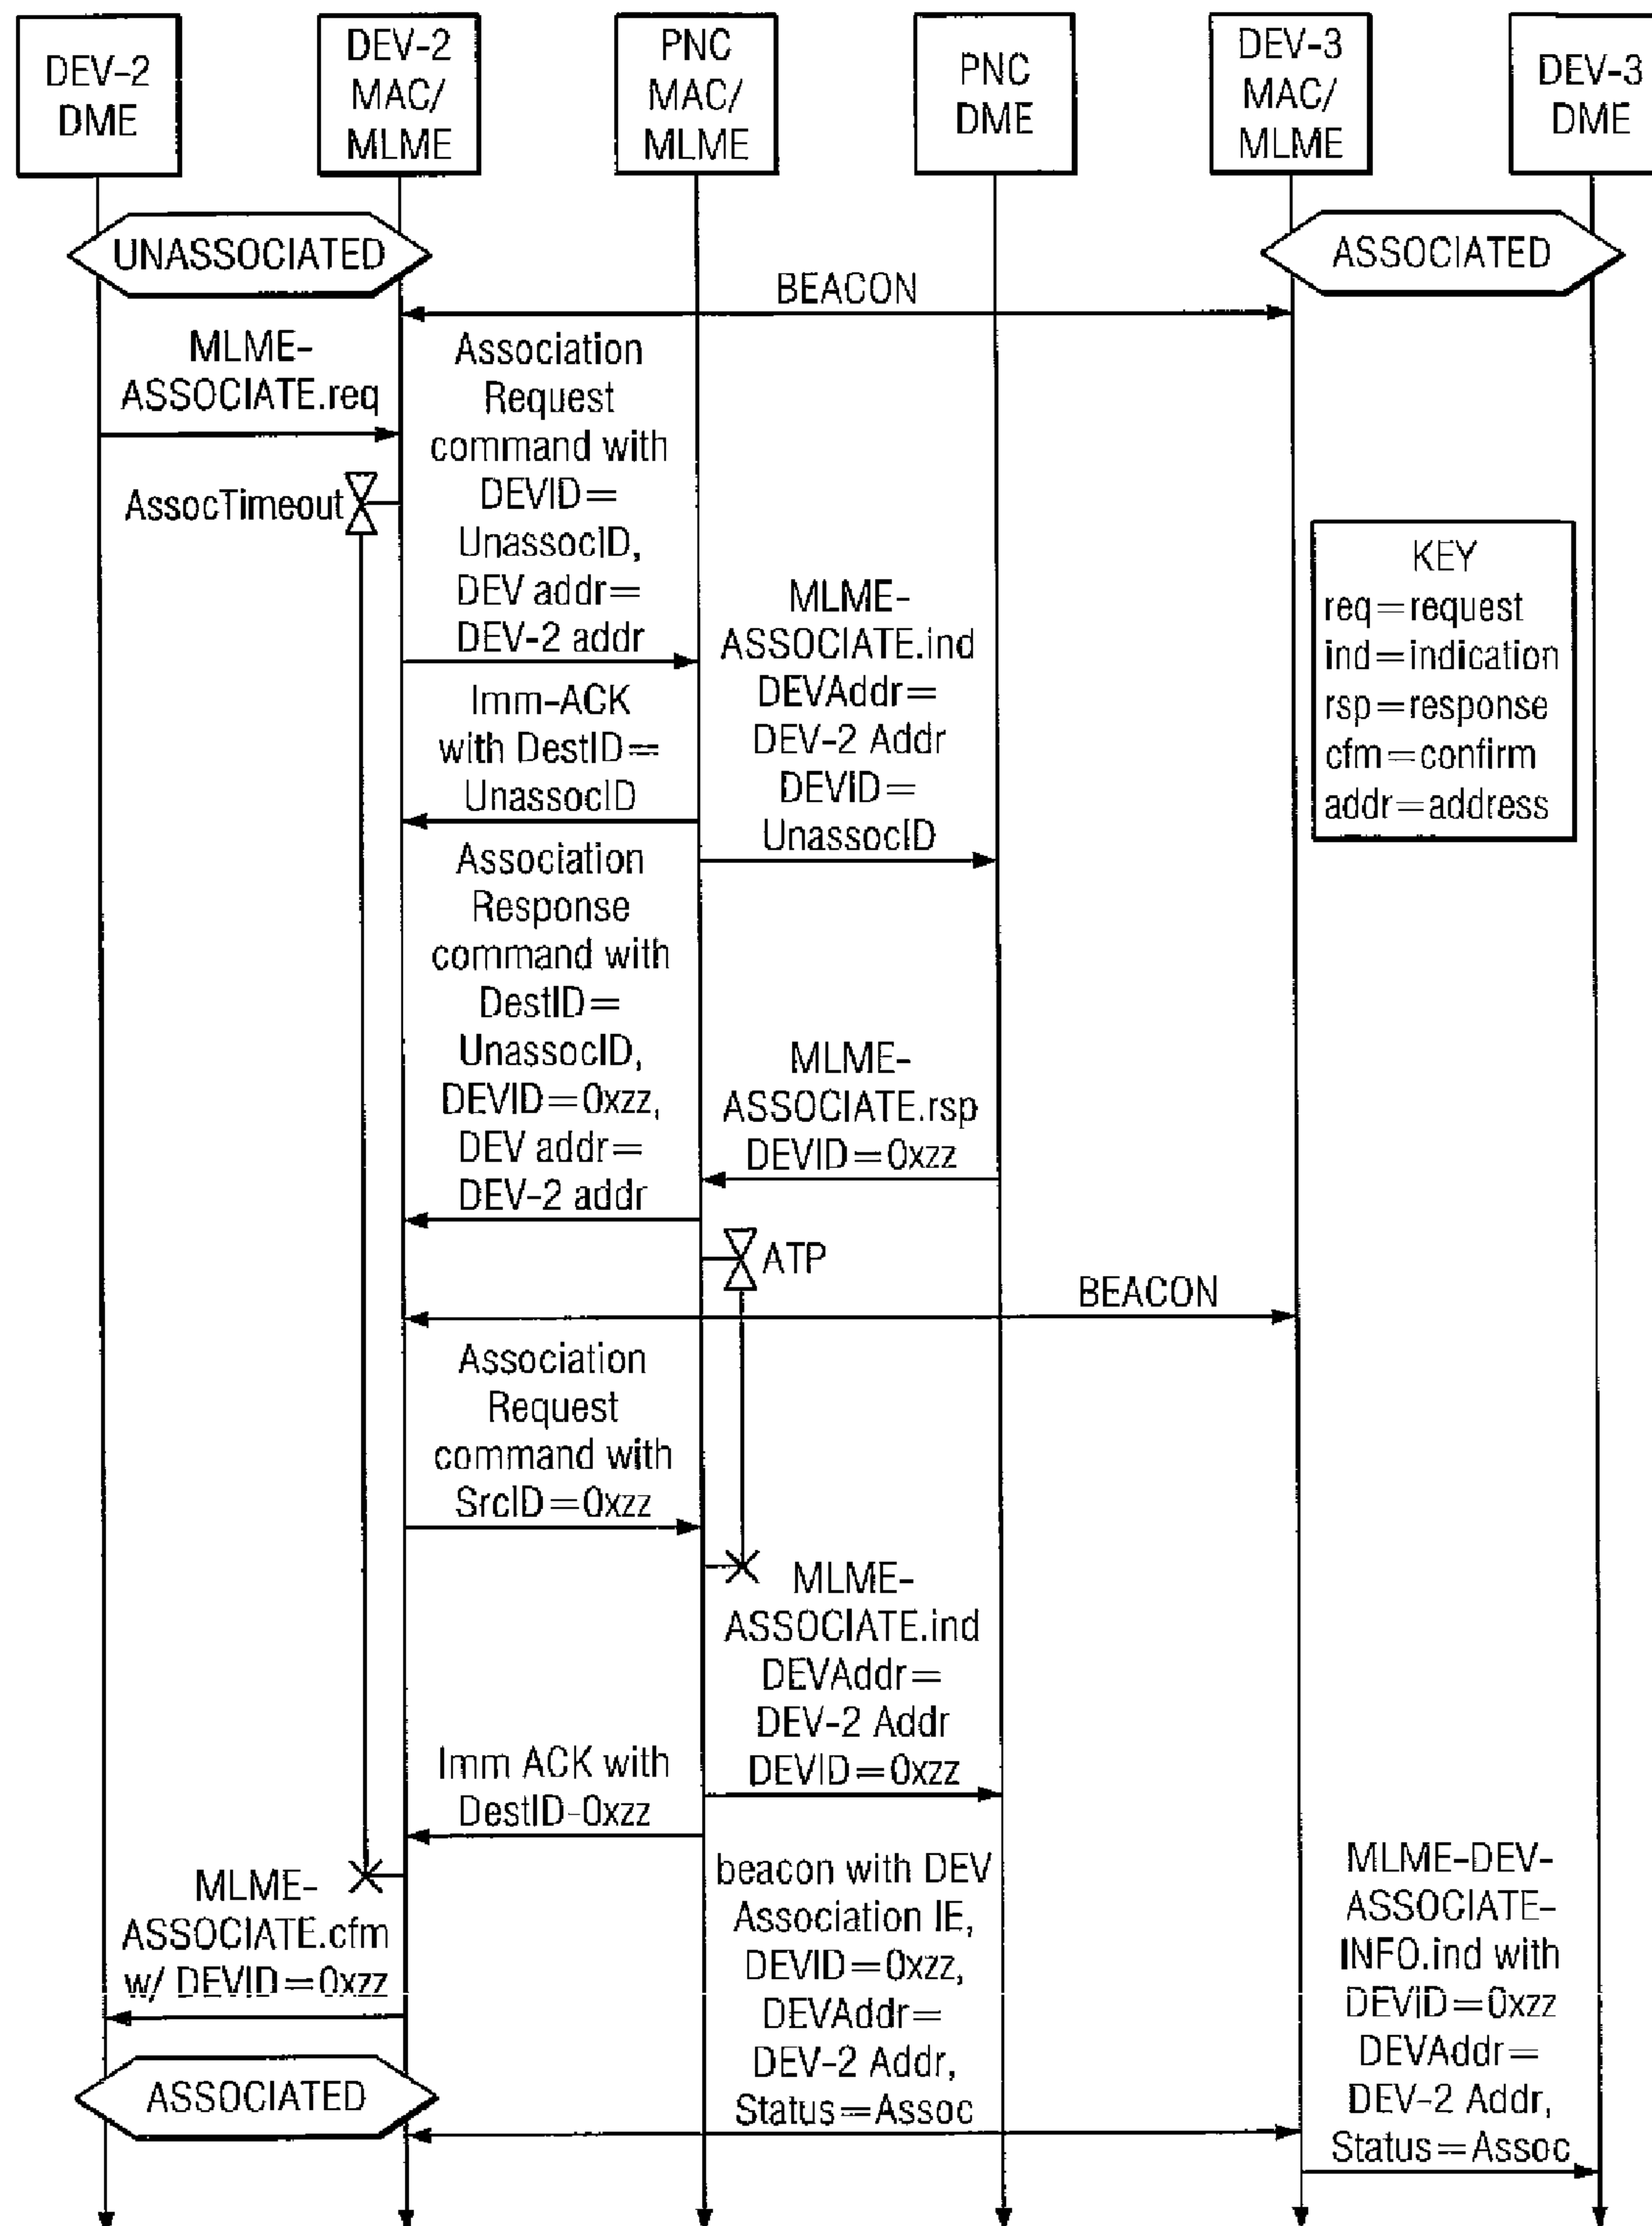 DEV-2
DME
DEV-2
MAC/
MLME
PNC
MAC/
MLME
PNC
DME
DEV-3
MAC/
MLME
DEV-3
DME
UNASSOCIATED
ASSOCIATED
BEACON
MLME-
ASSOCIATE.req
Association
Request
command with
DEVID=
UnassocID,
DEV addr=
DEV-2 addr
AssocTimeout
KEY
req=request
ind=indication
rsp=response
cfm=confirm
addr=address
MLME-
ASSOCIATE.ind
DEVAddr=
DEV-2 Addr
DEVID=
UnassocID
Imm-ACK
with DestID=
UnassocID
Association
Response
command with
DestID=
UnassocID,
DEVID=0xzz,
DEV addr=
DEV-2 addr
MLME-
ASSOCIATE.rsp
DEVID=0xzz
ATP
BEACON
Association
Request
command with
SrcID=0xzz
MLME-
ASSOCIATE.ind
DEVAddr=
DEV-2 Addr
DEVID=0xzz
Imm ACK with
DestID-0xzz
MLME-
ASSOCIATE.cfm
w/ DEVID=0xzz
beacon with DEV
Association IE,
DEVID=0xzz,
DEVAddr=
DEV-2 Addr,
Status=Assoc
MLME-DEV-
ASSOCIATE-
INFO.ind with
DEVID=0xzz
DEVAddr=
DEV-2 Addr,
Status=Assoc
ASSOCIATED